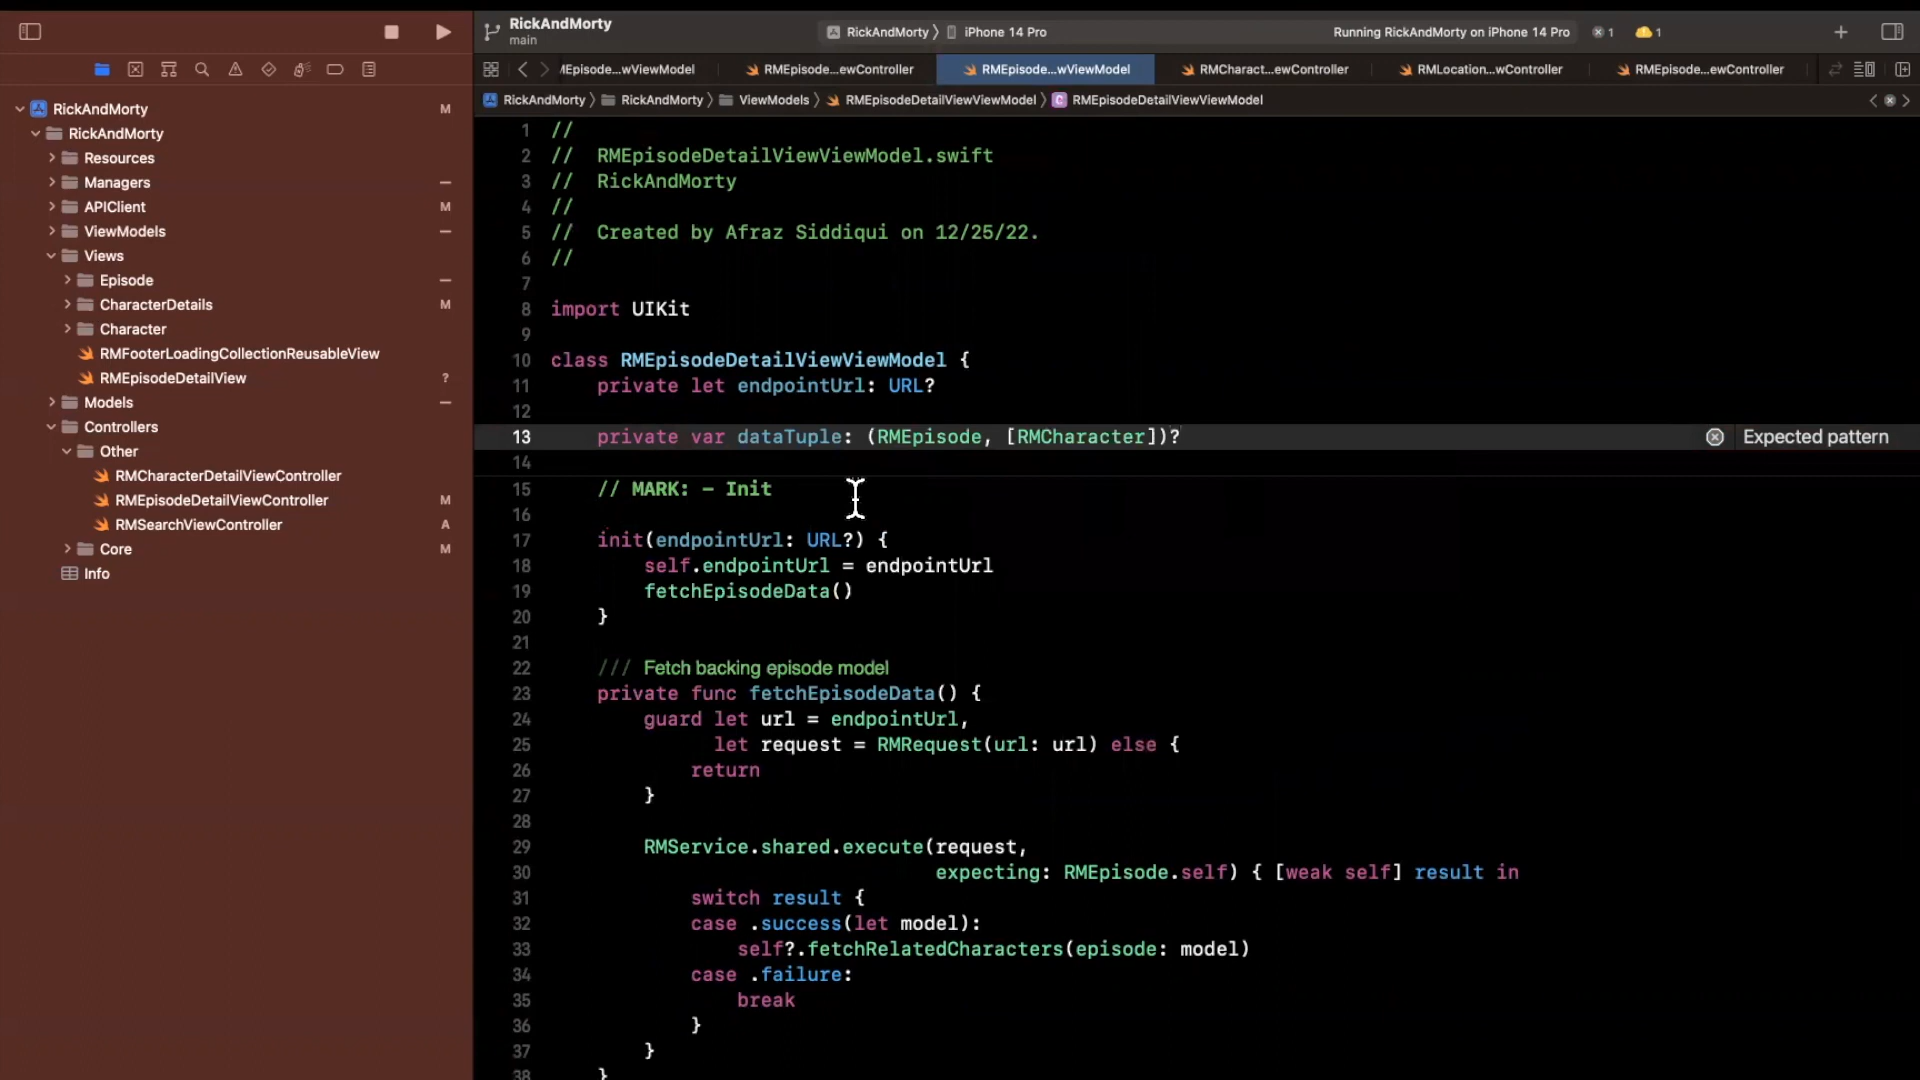 RickAndMorty
main
RickAndMorty 〉 iPhone 14 Pro
Running RickAndMorty on iPhone 14 Pro
1
1
Episode...wViewModel
RMEpisode...ewController
RMEpisode...wViewModel
RMCharact...ewController
RMLocation...wController
RMEpisode...ewController
RickAndMorty 〉 RickAndMorty 〉 ViewModels 〉 RMEpisodeDetailViewViewModel 〉 C RMEpisodeDetailViewViewModel
RickAndMorty M
RickAndMorty
Resources
Managers
APIClient M
ViewModels
Views
Episode
CharacterDetails M
Character
RMFooterLoadingCollectionReusableView
RMEpisodeDetailView ?
Models
Controllers
Other
RMCharacterDetailViewController
RMEpisodeDetailViewController M
RMSearchViewController A
Core M
Info
1 //
2 //  RMEpisodeDetailViewViewModel.swift
3 //  RickAndMorty
4 //
5 //  Created by Afraz Siddiqui on 12/25/22.
6 //
7
8 import UIKit
9
10 class RMEpisodeDetailViewViewModel {
11     private let endpointUrl: URL?
12
13     private var dataTuple: (RMEpisode, [RMCharacter])?
Expected pattern
14
15     // MARK: - Init
16
17     init(endpointUrl: URL?) {
18         self.endpointUrl = endpointUrl
19         fetchEpisodeData()
20     }
21
22     /// Fetch backing episode model
23     private func fetchEpisodeData() {
24         guard let url = endpointUrl,
25               let request = RMRequest(url: url) else {
26             return
27         }
28
29         RMService.shared.execute(request,
30                                  expecting: RMEpisode.self) { [weak self] result in
31             switch result {
32             case .success(let model):
33                 self?.fetchRelatedCharacters(episode: model)
34             case .failure:
35                 break
36             }
37         }
38     }